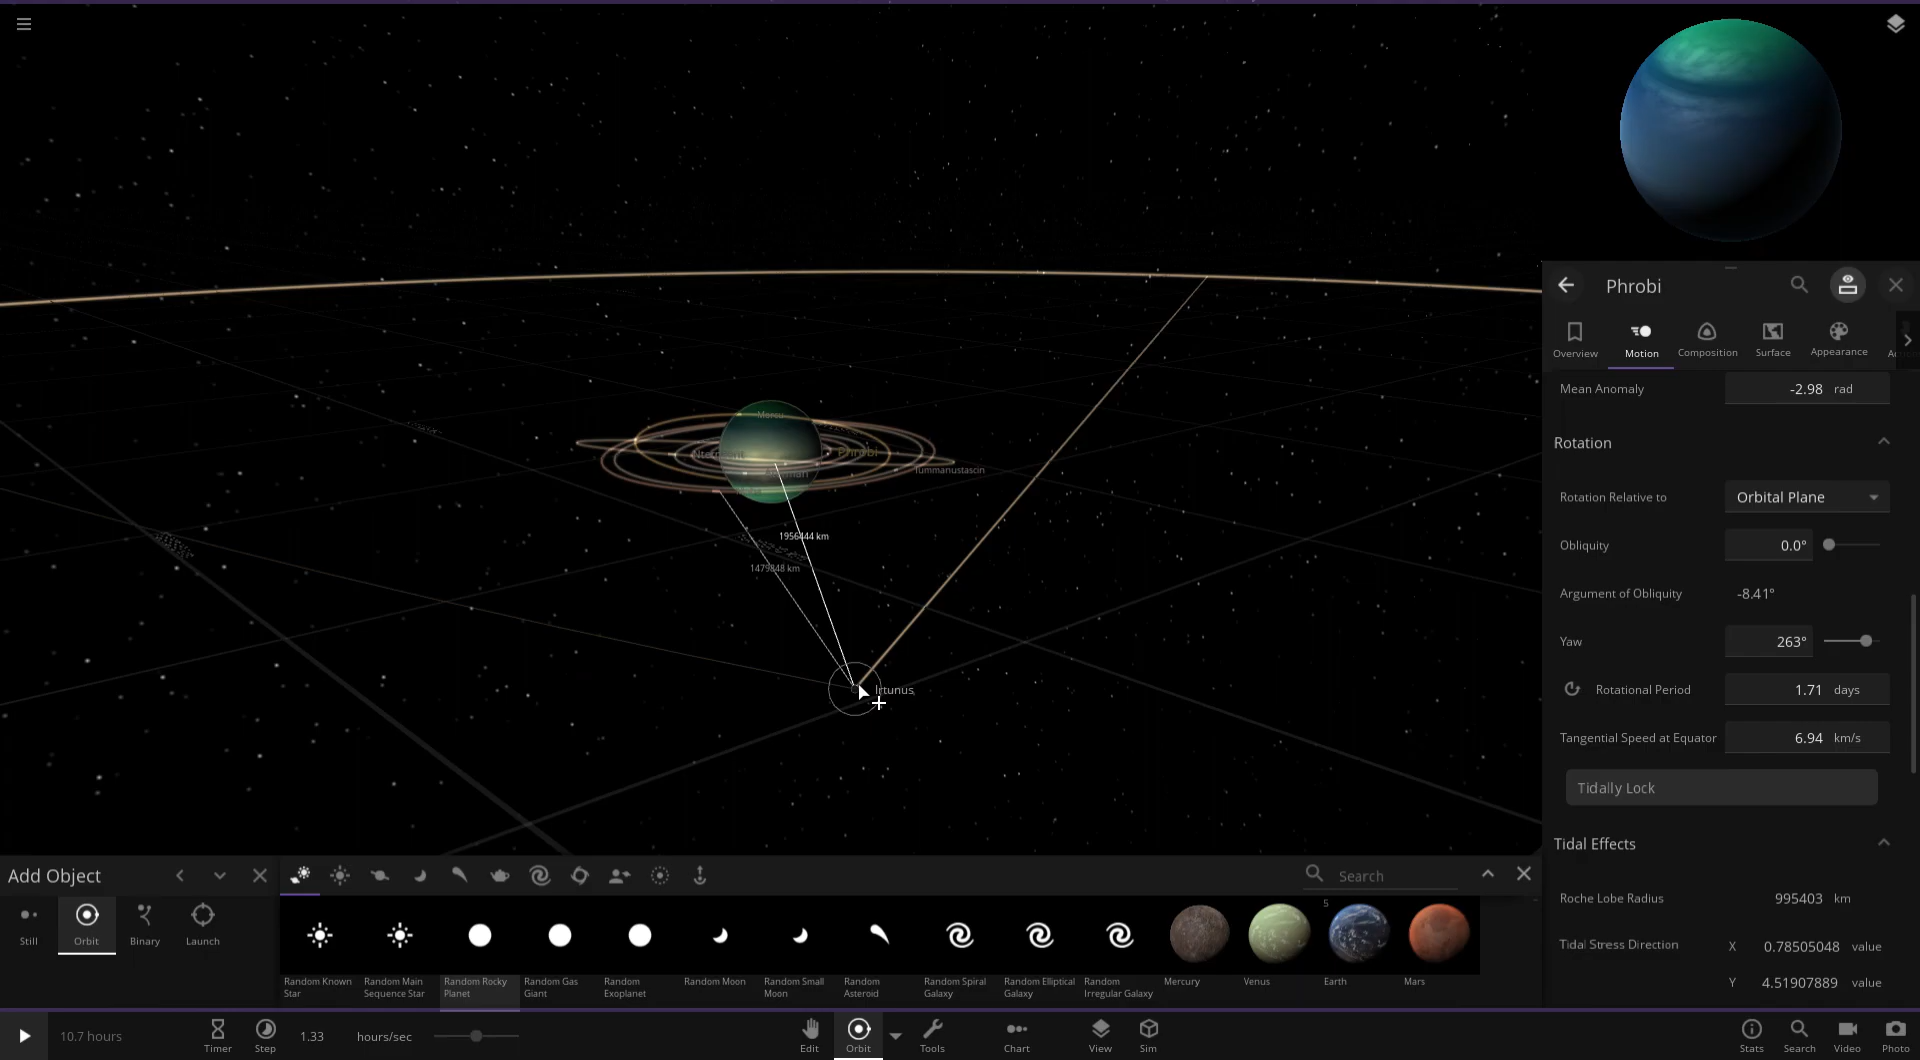 Phrobi
Overview
Motion
Composition
Surface
Appearance
Mean Anomaly
-2.98 rad
Rotation
Rotation Relative to
Orbital Plane
Obliquity
0.0°
Argument of Obliquity
-8.41°
Yaw
263°
Rotational Period
1.71 days
Tangential Speed at Equator
6.94 km/s
Tidally Lock
Tidal Effects
Roche Lobe Radius
995403 km
Tidal Stress Direction
X 0.78505048 value
Y 4.51907889 value
Phrobi
1956444 km
1479848 km
Irtunus
Add Object
Still
Orbit
Binary
Launch
Search
5
Random Known
Star
Random Main
Sequence Star
Random Rocky
Planet
Random Gas
Giant
Random
Exoplanet
Random Moon
Random Small
Moon
Random
Asteroid
Random Spiral
Galaxy
Random Elliptical
Galaxy
Random
Irregular Galaxy
Mercury
Venus
Earth
Mars
10.7 hours
Timer
Step
1.33 hours/sec
Edit
Orbit
Tools
Chart
View
Sim
Stats
Search
Video
Photo